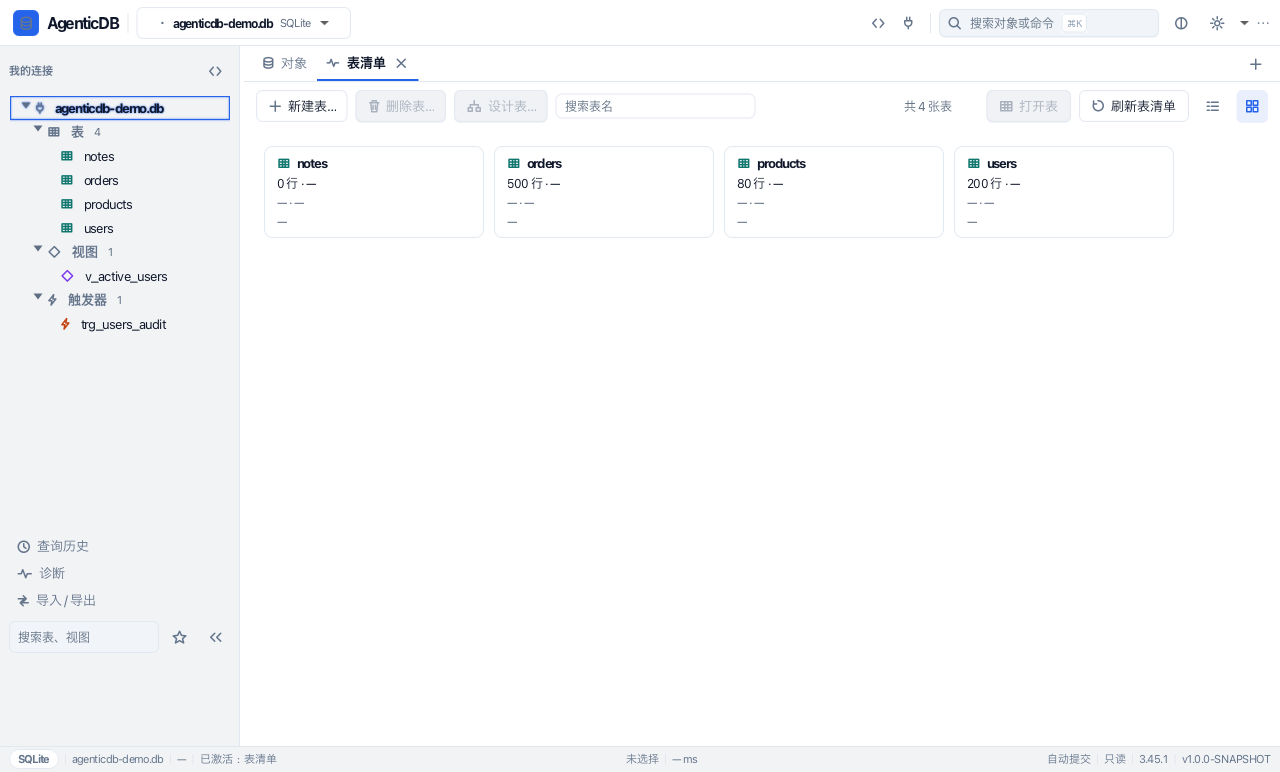 AgenticDB
agenticdb-demo.db SQLite
搜索对象或命令 ⌘K
我的连接
agenticdb-demo.db
表 4
notes
orders
products
users
视图 1
v_active_users
触发器 1
trg_users_audit
查询历史
诊断
导入 / 导出
搜索表、视图
对象
表清单
新建表...
删除表...
设计表...
搜索表名
共 4 张表
打开表
刷新表清单
notes
0 行 · —
— · —
—
orders
500 行 · —
— · —
—
products
80 行 · —
— · —
—
users
200 行 · —
— · —
—
SQLite agenticdb-demo.db — 已激活：表清单
未选择 — ms
自动提交 只读 3.45.1 v1.0.0-SNAPSHOT